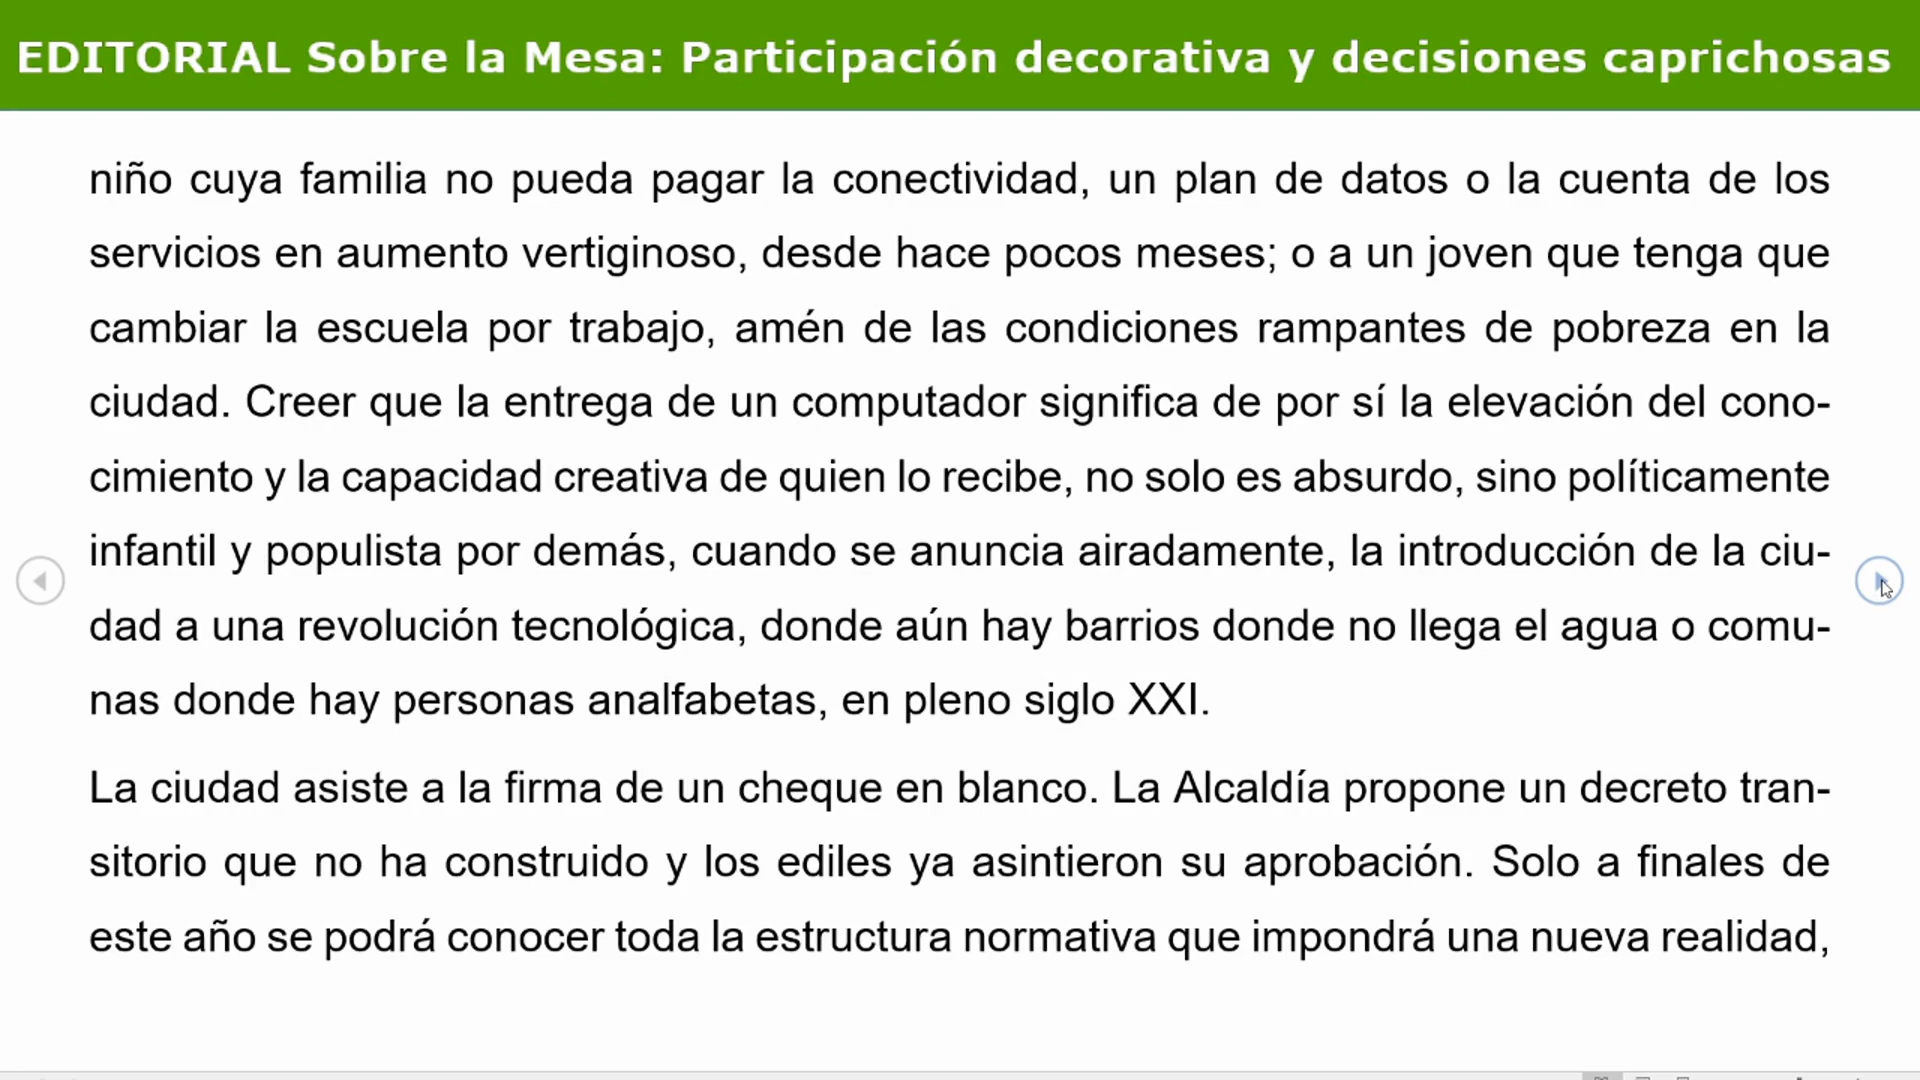 EDITORIAL Sobre la Mesa: Participación decorativa y decisiones caprichosas
niño cuya familia no pueda pagar la conectividad, un plan de datos o la cuenta de los
servicios en aumento vertiginoso, desde hace pocos meses; o a un joven que tenga que
cambiar la escuela por trabajo, amén de las condiciones rampantes de pobreza en la
ciudad. Creer que la entrega de un computador significa de por sí la elevación del cono-
cimiento y la capacidad creativa de quien lo recibe, no solo es absurdo, sino políticamente
infantil y populista por demás, cuando se anuncia airadamente, la introducción de la ciu-
dad a una revolución tecnológica, donde aún hay barrios donde no llega el agua o comu-
nas donde hay personas analfabetas, en pleno siglo XXI.
La ciudad asiste a la firma de un cheque en blanco. La Alcaldía propone un decreto tran-
sitorio que no ha construido y los ediles ya asintieron su aprobación. Solo a finales de
este año se podrá conocer toda la estructura normativa que impondrá una nueva realidad,